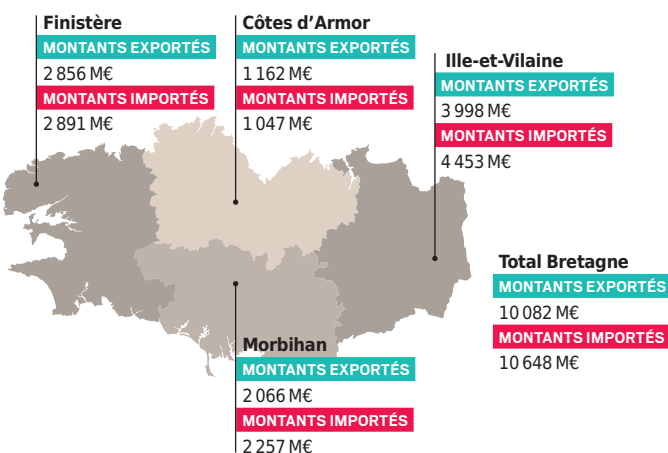 Finistère
MONTANTS EXPORTÉS
2 856 M€
MONTANTS IMPORTÉS
2 891 M€
Côtes d’Armor
MONTANTS EXPORTÉS
1 162 M€
MONTANTS IMPORTÉS
1 047 M€
Ille-et-Vilaine
MONTANTS EXPORTÉS
3 998 M€
MONTANTS IMPORTÉS
4 453 M€
Total Bretagne
MONTANTS EXPORTÉS
10 082 M€
MONTANTS IMPORTÉS
10 648 M€
Morbihan
MONTANTS EXPORTÉS
2 066 M€
MONTANTS IMPORTÉS
2 257 M€